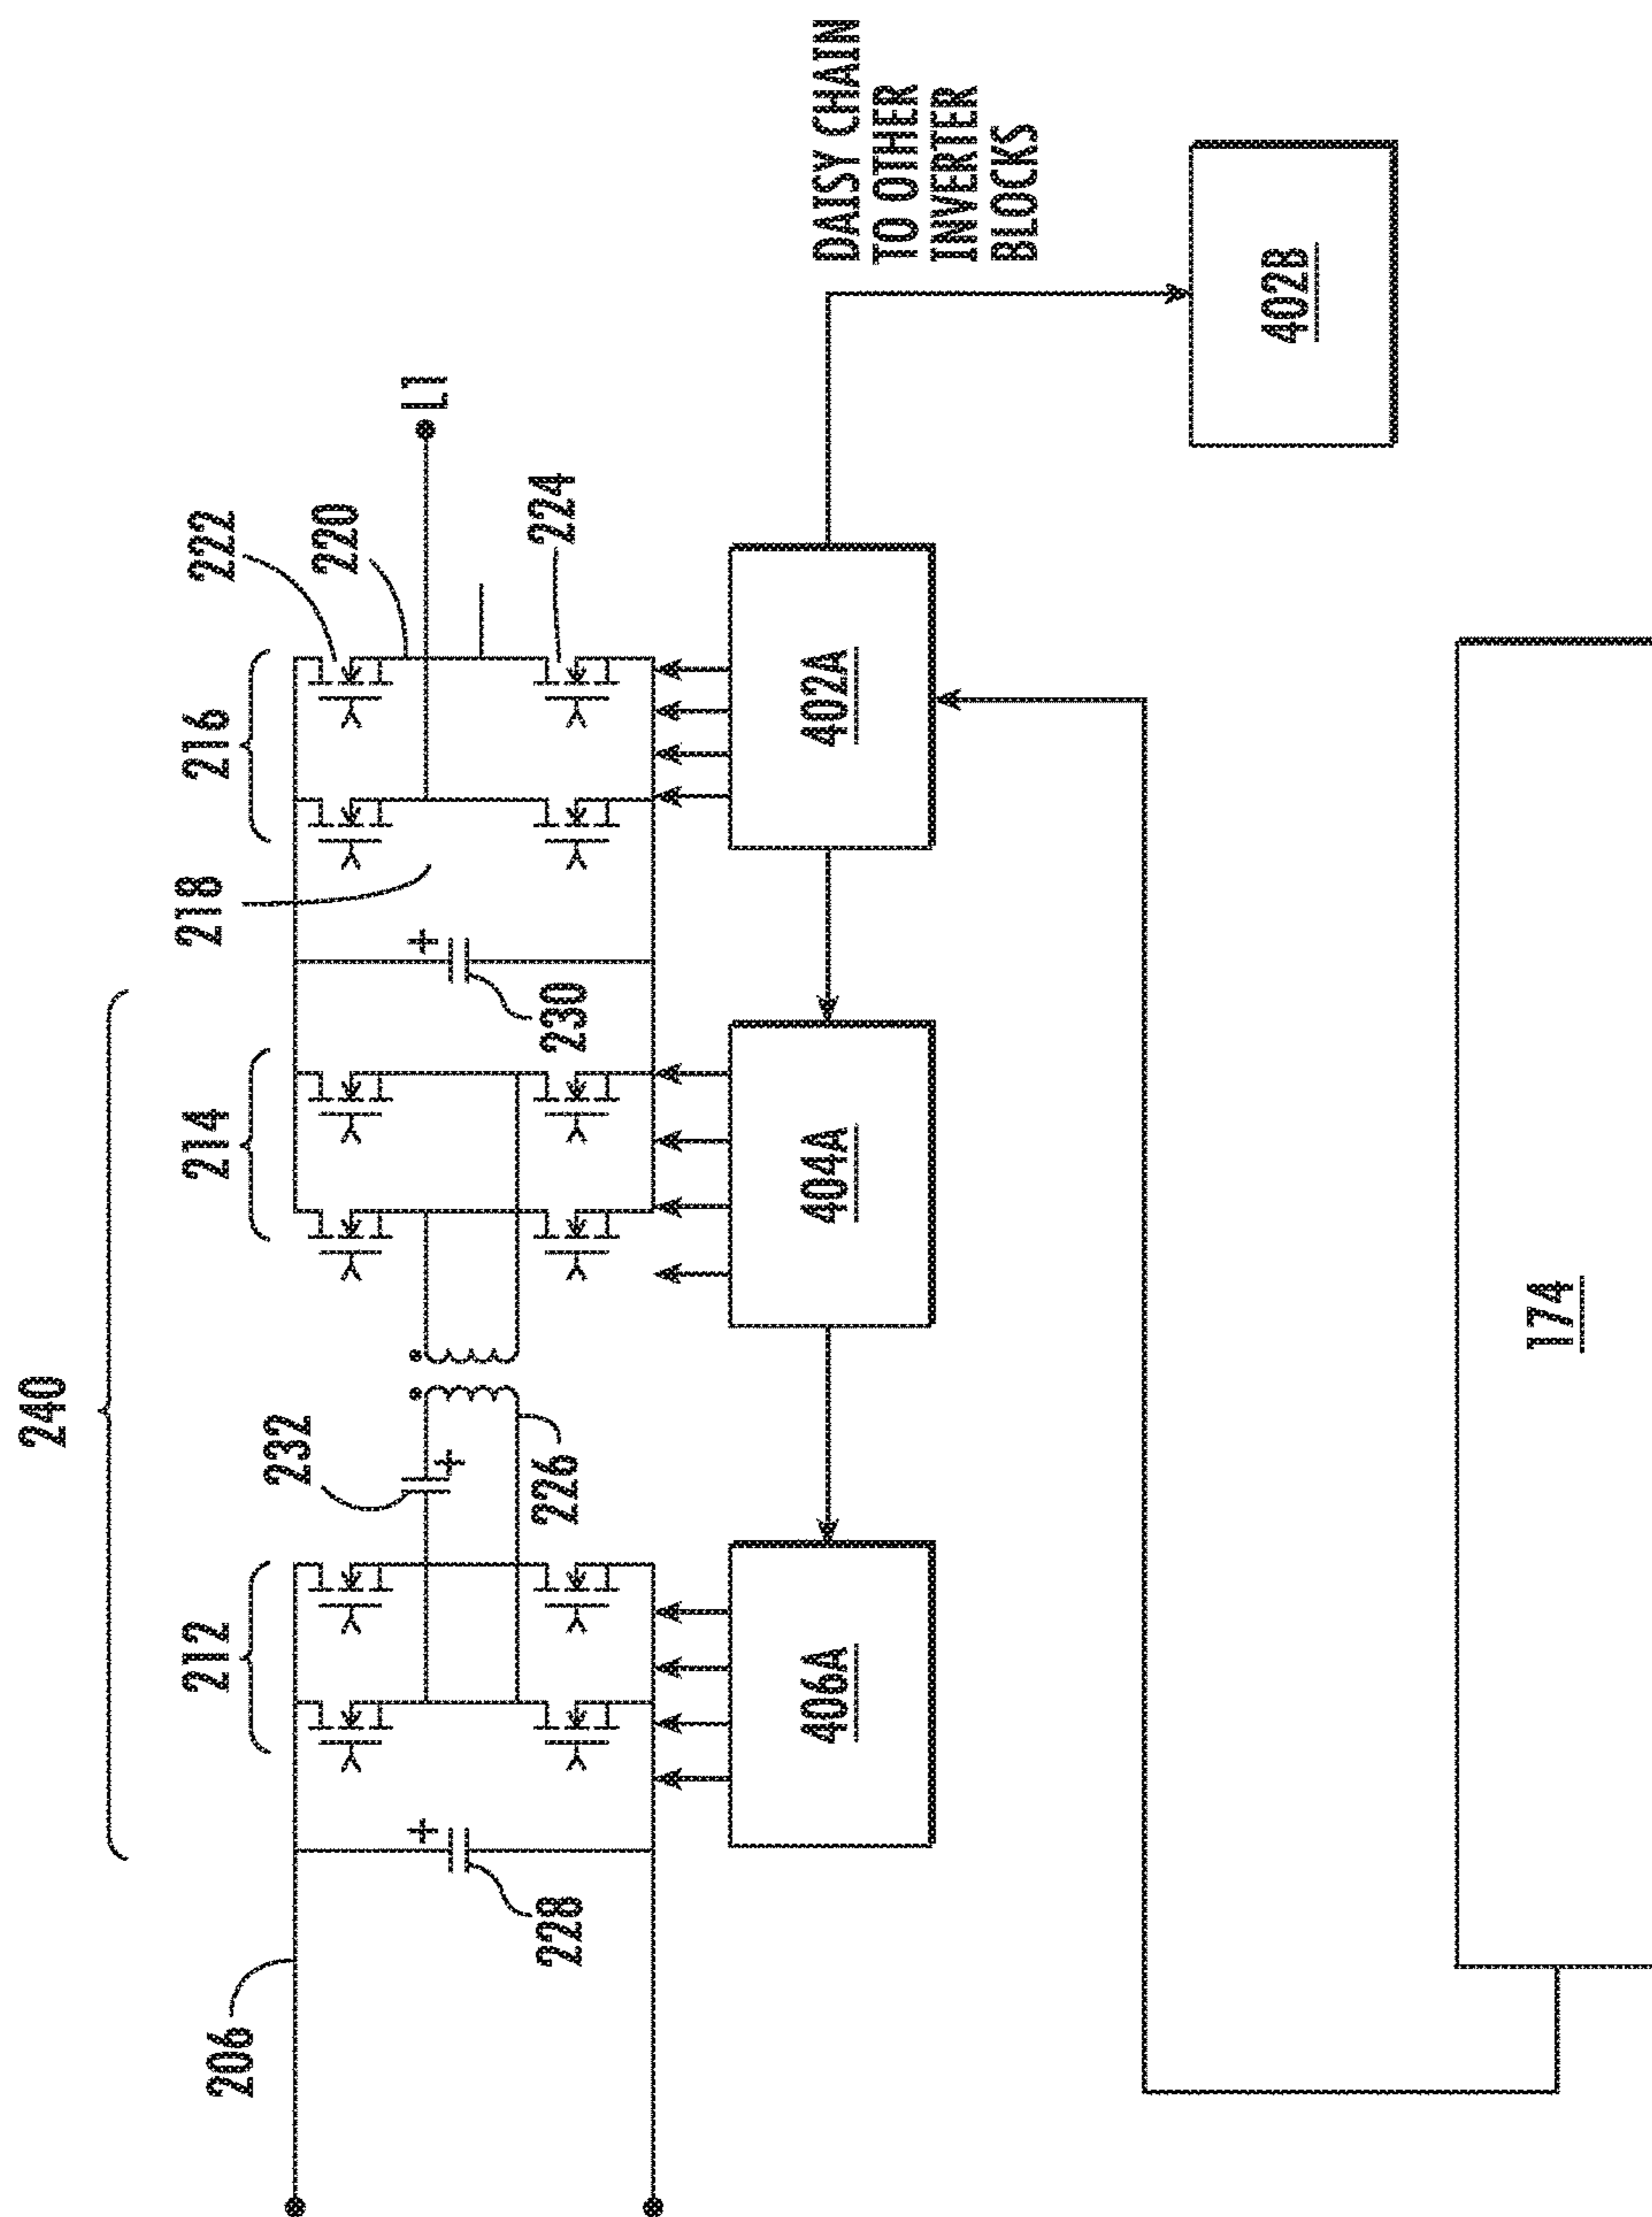 240
212
214
216
222
220
218
232
206
L1
224
226
228
230
406A
404A
402A
DAISY CHAIN
TO OTHER
INVERTER
BLOCKS
402B
174
+
+
+